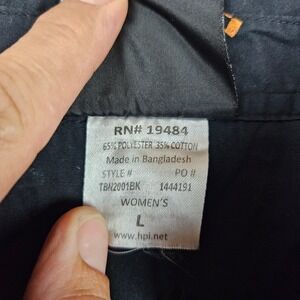 RN# 19484
65% POLYESTER 35% COTTON
Made in Bangladesh
STYLE # PO #
TBN2001BK 1444191
WOMEN'S
L
www.hpi.net